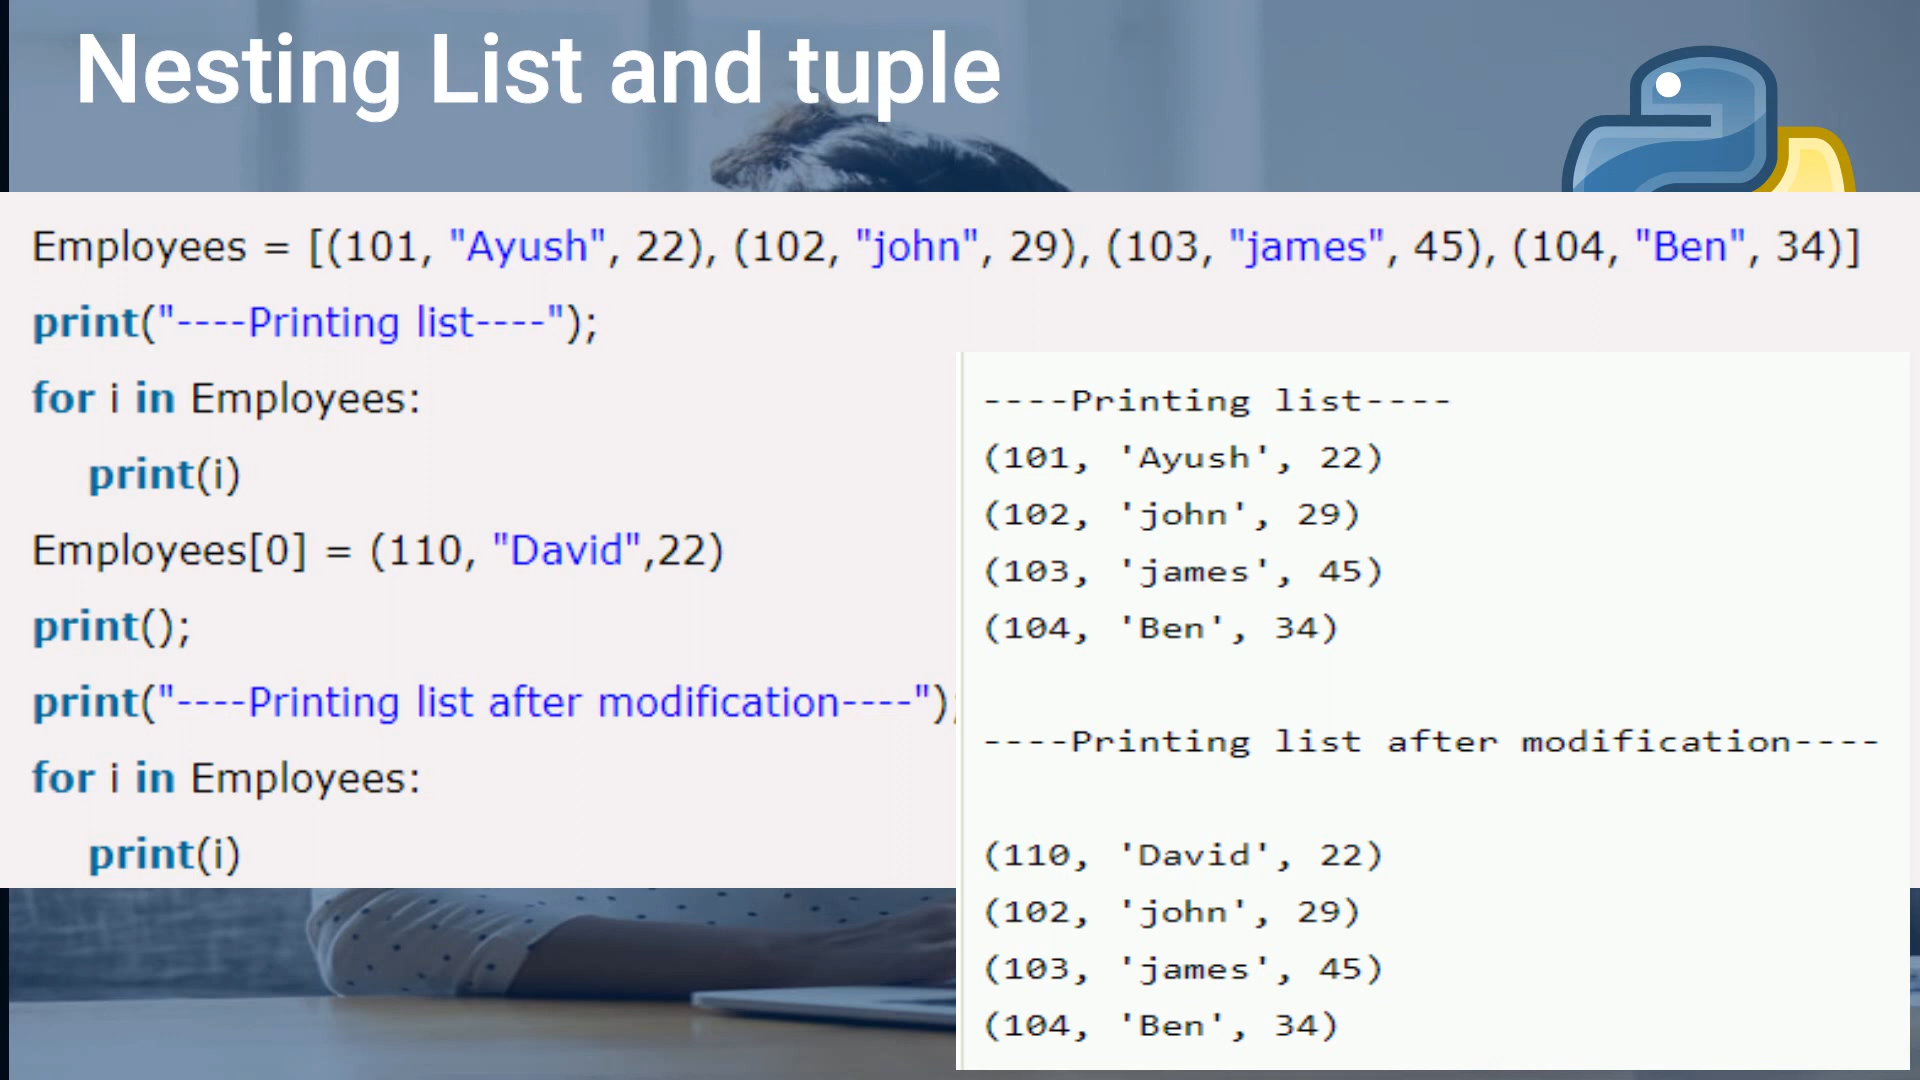 Nesting List and tuple
Employees = [(101, "Ayush", 22), (102, "john", 29), (103, "james", 45), (104, "Ben", 34)]
print("----Printing list----");
for i in Employees:
    print(i)
Employees[0] = (110, "David",22)
print();
print("----Printing list after modification----");
for i in Employees:
    print(i)
----Printing list----
(101, 'Ayush', 22)
(102, 'john', 29)
(103, 'james', 45)
(104, 'Ben', 34)
----Printing list after modification----
(110, 'David', 22)
(102, 'john', 29)
(103, 'james', 45)
(104, 'Ben', 34)